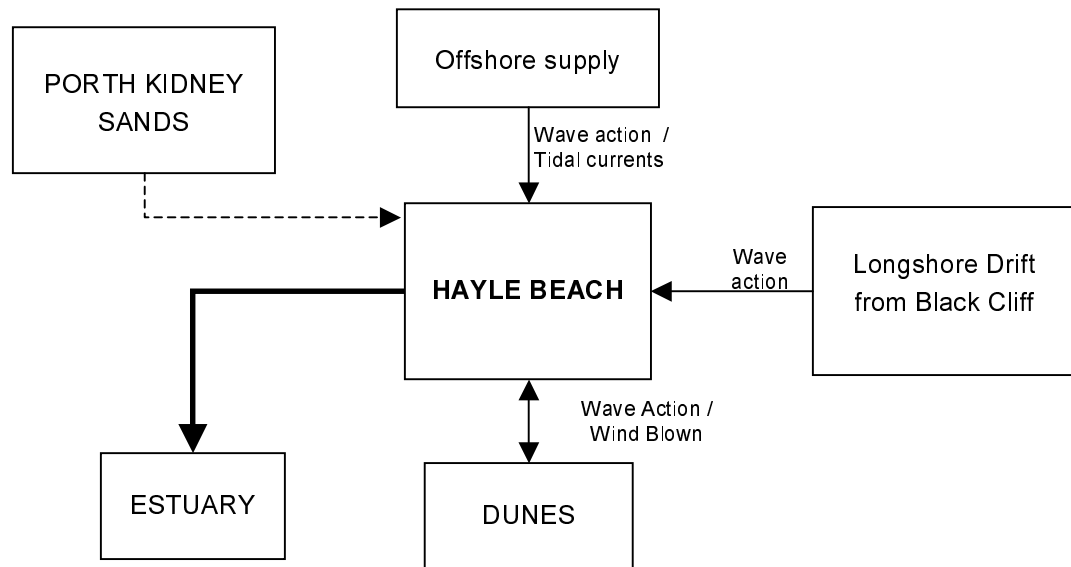 PORTH KIDNEY
SANDS
Offshore supply
Wave action /
Tidal currents
HAYLE BEACH
Wave
action
Longshore Drift
from Black Cliff
Wave Action /
Wind Blown
ESTUARY
DUNES